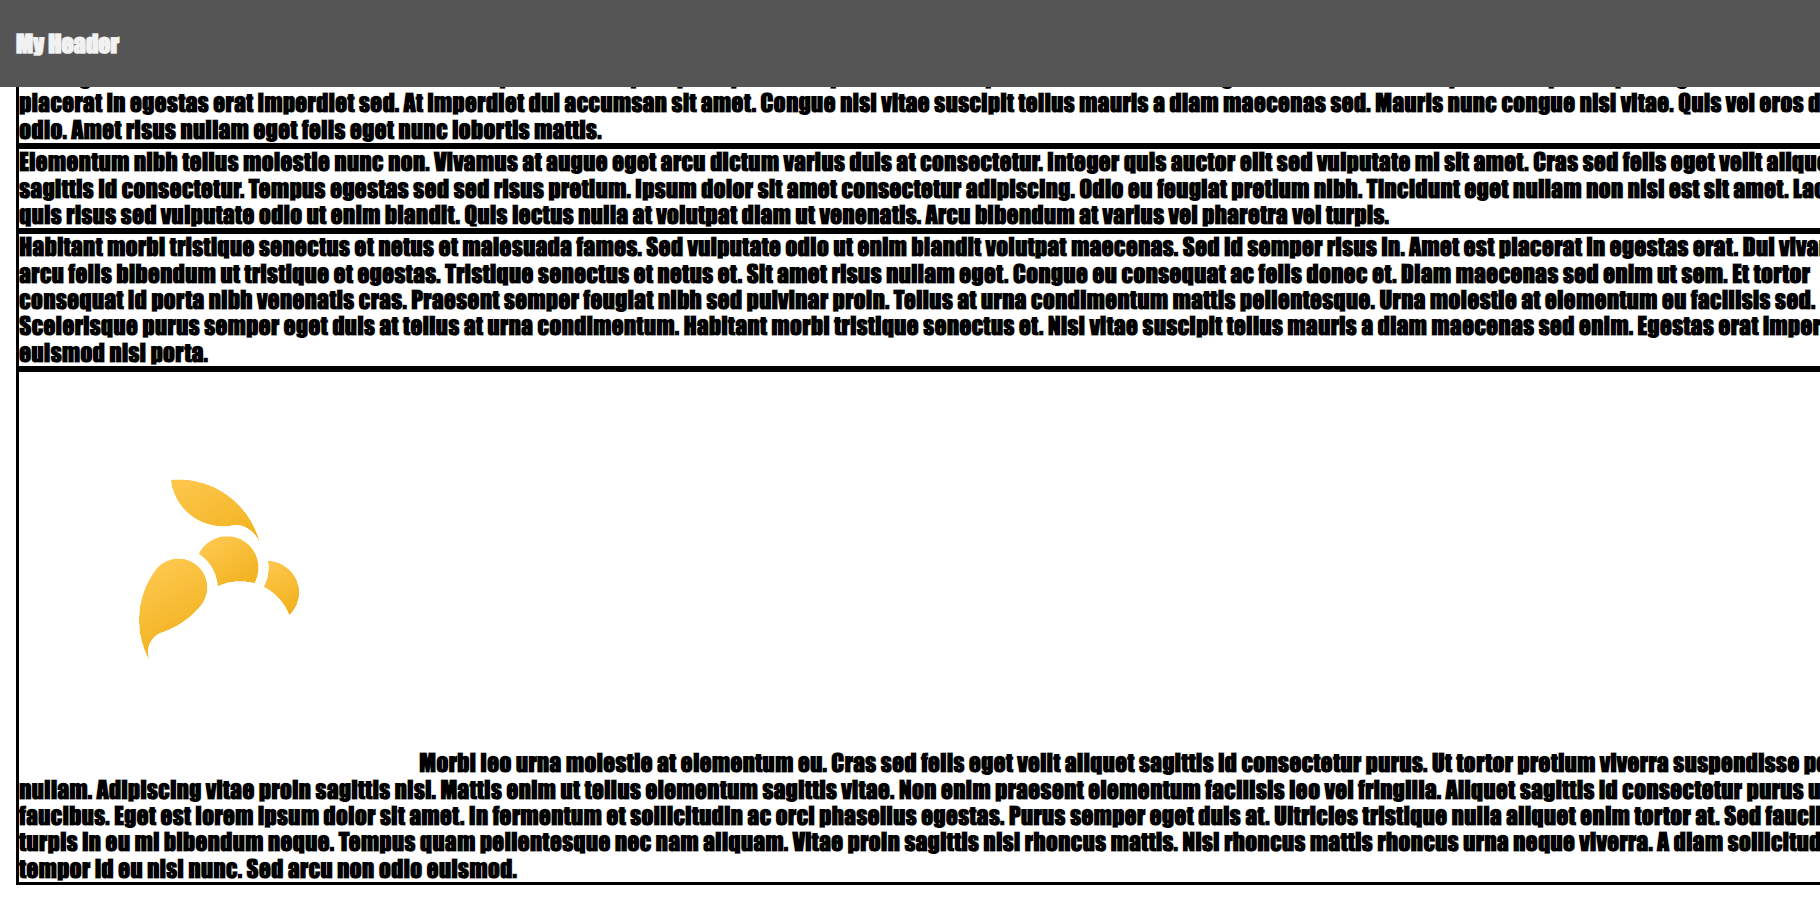 My Header
placerat in egestas erat imperdiet sed. At imperdiet dui accumsan sit amet. Congue nisi vitae suscipit tellus mauris a diam maecenas sed. Mauris nunc congue nisi vitae. Quis vel eros d
odio. Amet risus nullam eget felis eget nunc lobortis mattis.
Elementum nibh tellus molestie nunc non. Vivamus at augue eget arcu dictum varius duis at consectetur. Integer quis auctor elit sed vulputate mi sit amet. Cras sed felis eget velit alique
sagittis id consectetur. Tempus egestas sed sed risus pretium. Ipsum dolor sit amet consectetur adipiscing. Odio eu feugiat pretium nibh. Tincidunt eget nullam non nisi est sit amet. Lac
quis risus sed vulputate odio ut enim blandit. Quis lectus nulla at volutpat diam ut venenatis. Arcu bibendum at varius vel pharetra vel turpis.
Habitant morbi tristique senectus et netus et malesuada fames. Sed vulputate odio ut enim blandit volutpat maecenas. Sed id semper risus in. Amet est placerat in egestas erat. Dui viva
arcu felis bibendum ut tristique et egestas. Tristique senectus et netus et. Sit amet risus nullam eget. Congue eu consequat ac felis donec et. Diam maecenas sed enim ut sem. Et tortor
consequat id porta nibh venenatis cras. Praesent semper feugiat nibh sed pulvinar proin. Tellus at urna condimentum mattis pellentesque. Urna molestie at elementum eu facilisis sed.
Scelerisque purus semper eget duis at tellus at urna condimentum. Habitant morbi tristique senectus et. Nisi vitae suscipit tellus mauris a diam maecenas sed enim. Egestas erat imper
euismod nisi porta.
Morbi leo urna molestie at elementum eu. Cras sed felis eget velit aliquet sagittis id consectetur purus. Ut tortor pretium viverra suspendisse po
nullam. Adipiscing vitae proin sagittis nisl. Mattis enim ut tellus elementum sagittis vitae. Non enim praesent elementum facilisis leo vel fringilla. Aliquet sagittis id consectetur purus u
faucibus. Eget est lorem ipsum dolor sit amet. In fermentum et sollicitudin ac orci phasellus egestas. Purus semper eget duis at. Ultricies tristique nulla aliquet enim tortor at. Sed fauci
turpis in eu mi bibendum neque. Tempus quam pellentesque nec nam aliquam. Vitae proin sagittis nisl rhoncus mattis. Nisl rhoncus mattis rhoncus urna neque viverra. A diam sollicitud
tempor id eu nisl nunc. Sed arcu non odio euismod.